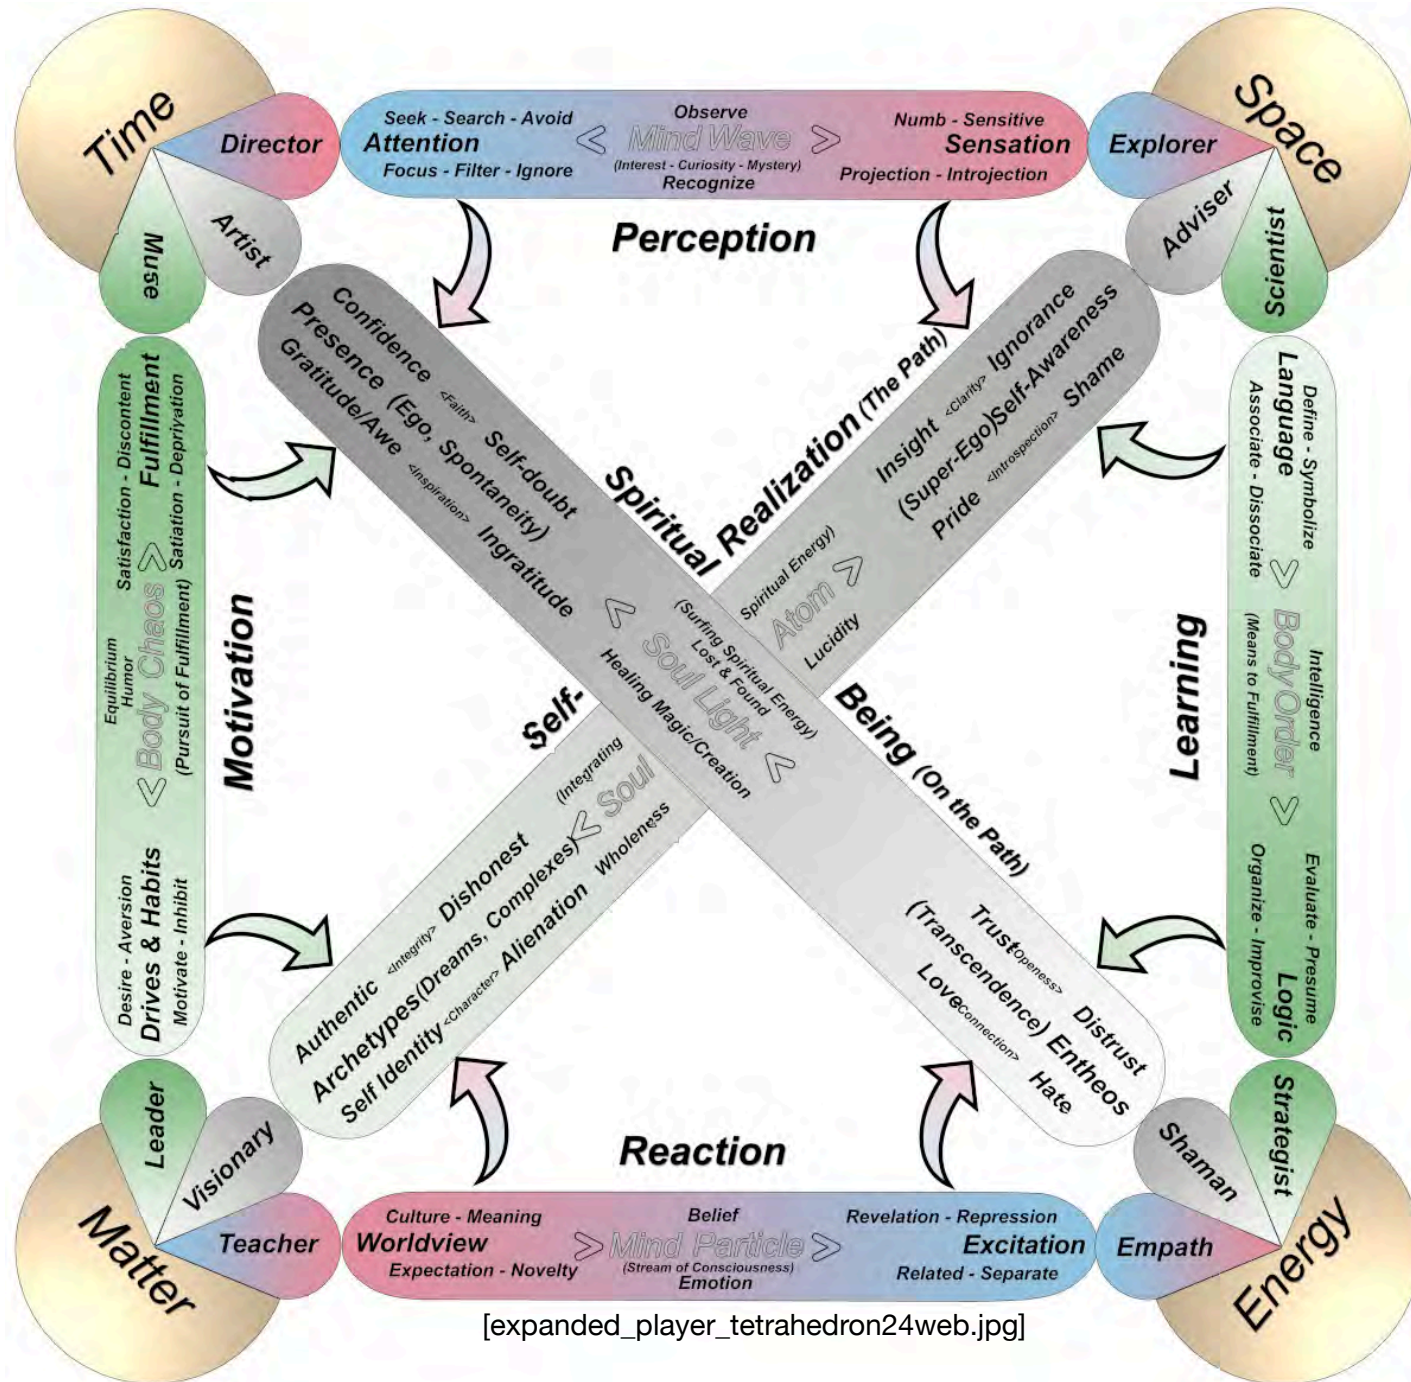 Time
Director
Artist
Muse
Seek - Search - Avoid
Attention
Focus - Filter - Ignore
Observe
< Mind Wave >
(Interest - Curiosity - Mystery)
Recognize
Numb - Sensitive
Sensation
Projection - Introjection
Space
Explorer
Adviser
Scientist
Perception
Confidence <Faith> Self-doubt
Presence (Ego, Spontaneity)
Gratitude/Awe <Inspiration> Ingratitude
Insight <Clarity> Ignorance
(Super-Ego)Self-Awareness
Pride <Introspection> Shame
Satisfaction - Discontent
Fulfillment
Satiation - Depriyation
Equilibrium
Humor
< Body Chaos >
(Pursuit of Fulfillment)
Desire - Aversion
Drives & Habits
Motivate - Inhibit
Motivation
Define - Symbolize
Language
Associate - Dissociate
Intelligence
> Body Order >
(Means to Fulfillment)
Evaluate - Presume
Logic
Organize - Improvise
Learning
Spiritual
Being (On the Path)
Self-
Realization (The Path)
(Surfing Spiritual Energy)
Lost & Found
< Soul Light <
Healing Magic/Creation
(Integrating
Spiritual Energy)
< Soul
Atom >
Wholeness
Lucidity
Authentic <Integrity> Dishonest
Archetypes(Dreams, Complexes)
Self Identity <Character> Alienation
Trust Openess> Distrust
(Transcendence) Entheos
Love Connection> Hate
Reaction
Leader
Visionary
Teacher
Matter
Culture - Meaning
Worldview
Expectation - Novelty
Belief
> Mind Particle >
(Stream of Consciousness)
Emotion
Revelation - Repression
Excitation
Related - Separate
Strategist
Shaman
Empath
Energy
[expanded_player_tetrahedron24web.jpg]